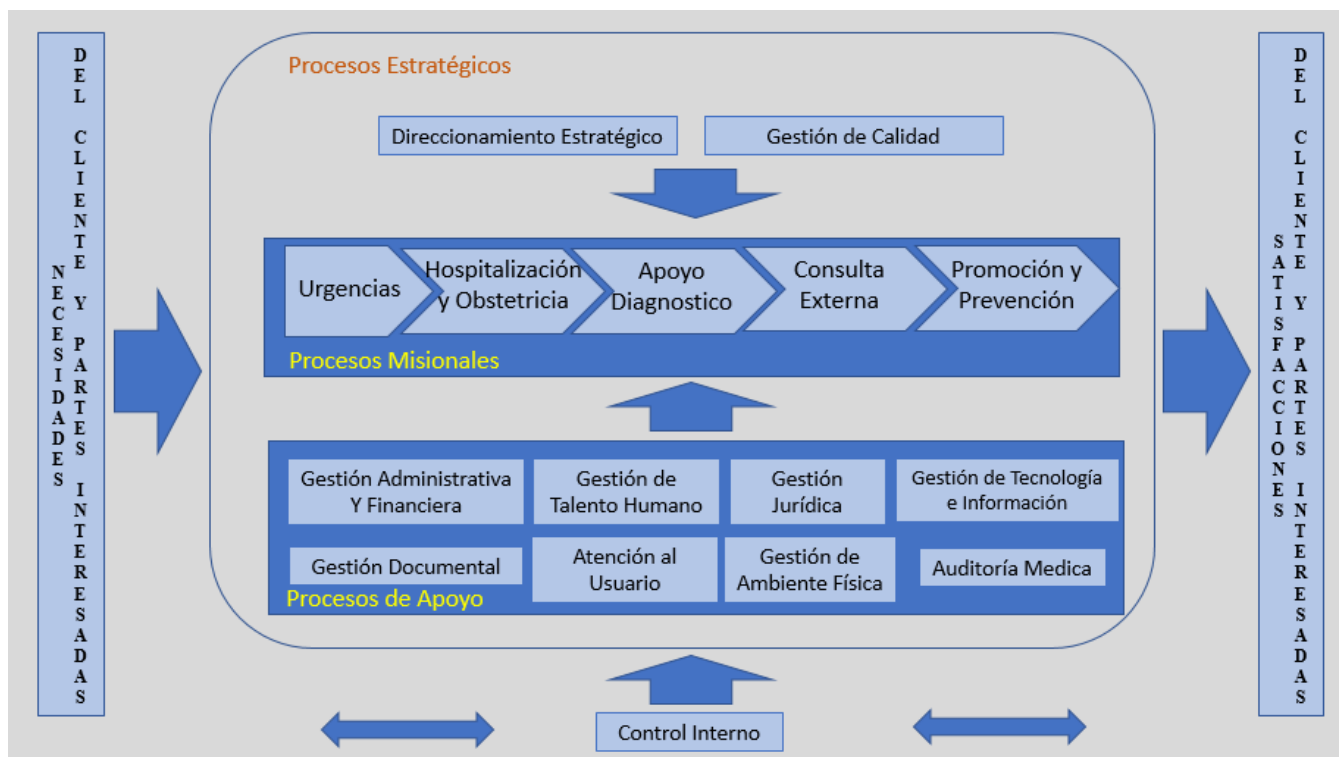 NECESIDADES
DEL CLIENTE Y PARTES INTERESADAS
Procesos Estratégicos
Direccionamiento Estratégico
Gestión de Calidad
Urgencias
Hospitalización
y Obstetricia
Apoyo
Diagnostico
Consulta
Externa
Promoción y
Prevención
Procesos Misionales
Gestión Administrativa
Y Financiera
Gestión de
Talento Humano
Gestión
Jurídica
Gestión de Tecnología
e Información
Gestión Documental
Atención al
Usuario
Gestión de
Ambiente Física
Auditoría Medica
Procesos de Apoyo
Control Interno
SATISFACCIONES
DEL CLIENTE Y PARTES INTERESADAS